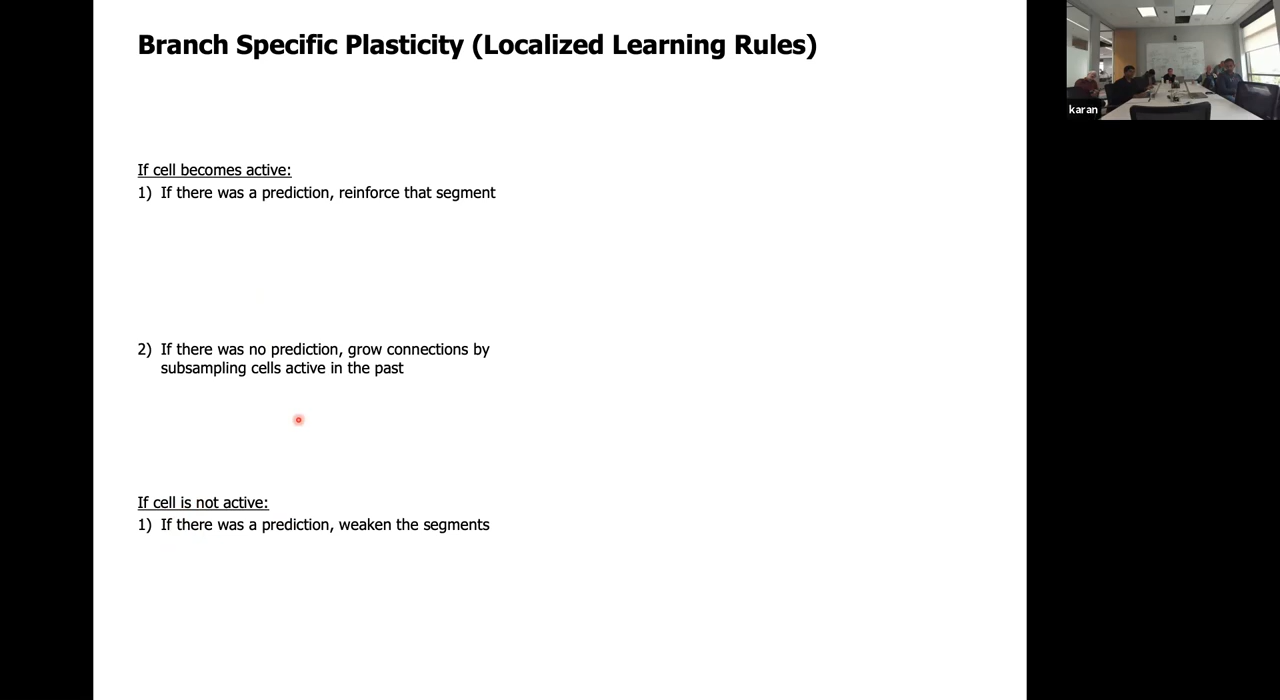 Branch Specific Plasticity (Localized Learning Rules)
karan
If cell becomes active:
1) If there was a prediction, reinforce that segment
2) If there was no prediction, grow connections by
subsampling cells active in the past
If cell is not active:
1) If there was a prediction, weaken the segments